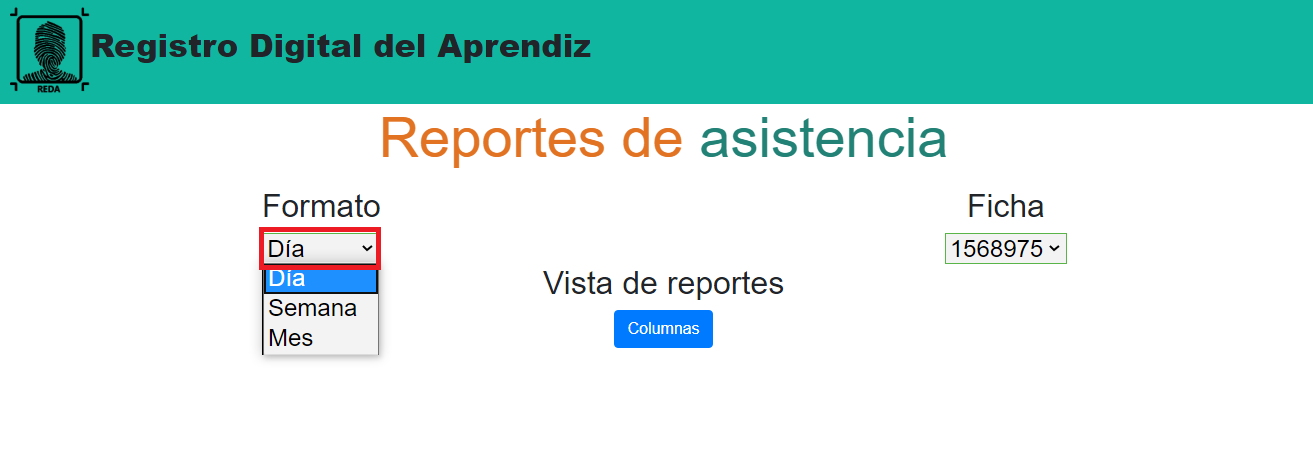 REDA
Registro Digital del Aprendiz
Reportes de asistencia
Formato
Ficha
Día
1568975
Día
Semana
Mes
Vista de reportes
Columnas